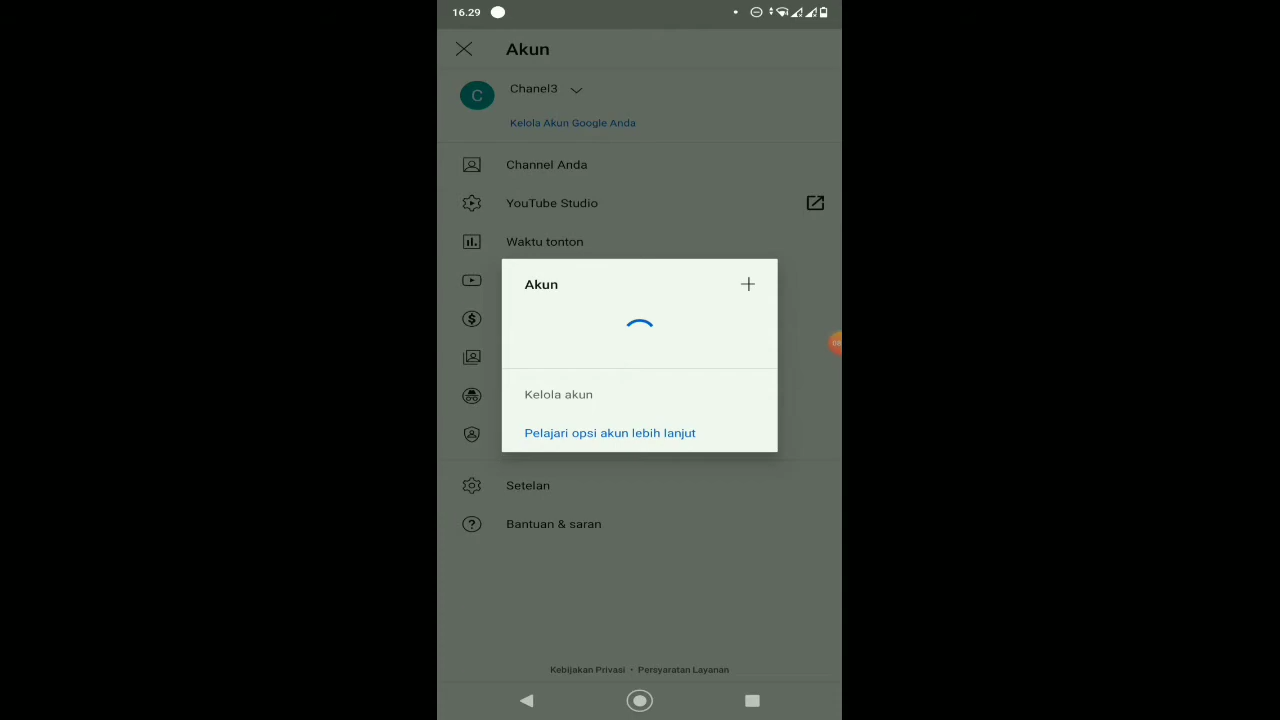 16.29
Akun
C
Chanel3
Kelola Akun Google Anda
Channel Anda
YouTube Studio
Waktu tonton
Akun
Kelola akun
Pelajari opsi akun lebih lanjut
Setelan
Bantuan & saran
Kebijakan Privasi • Persyaratan Layanan